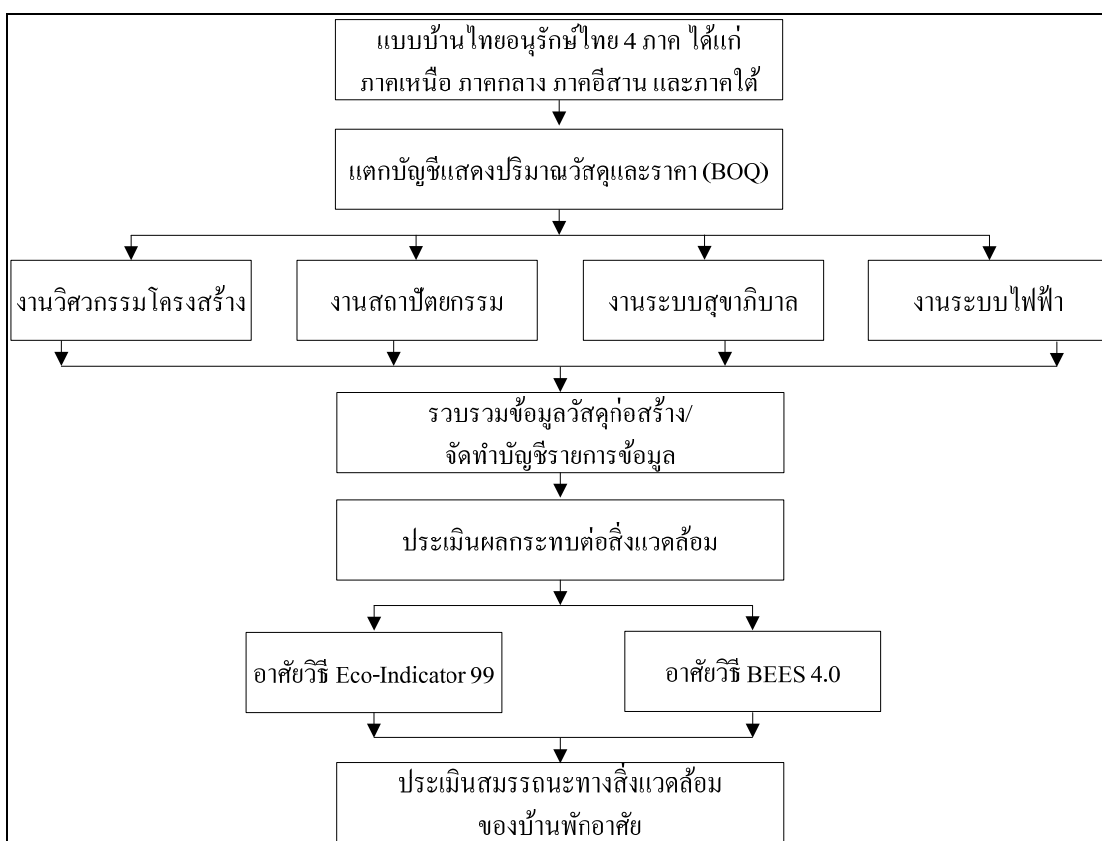 แบบบ้านไทยอนุรักษ์ไทย 4 ภาค ได้แก่
ภาคเหนือ ภาคกลาง ภาคอีสาน และภาคใต้
แตกบัญชีแสดงปริมาณวัสดุและราคา (BOQ)
งานวิศวกรรมโครงสร้าง
งานสถาปัตยกรรม
งานระบบสุขาภิบาล
งานระบบไฟฟ้า
รวบรวมข้อมูลวัสดุก่อสร้าง/
จัดทำบัญชีรายการข้อมูล
ประเมินผลกระทบต่อสิ่งแวดล้อม
อาศัยวิธี Eco-Indicator 99
อาศัยวิธี BEES 4.0
ประเมินสมรรถนะทางสิ่งแวดล้อม
ของบ้านพักอาศัย